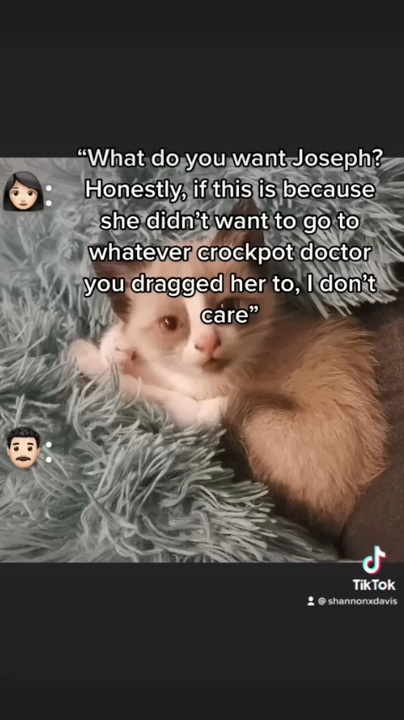 “What do you want Joseph?
Honestly, if this is because
she didn’t want to go to
whatever crockpot doctor
you dragged her to, I don’t
care”
:
:
TikTok
@shannonxdavis